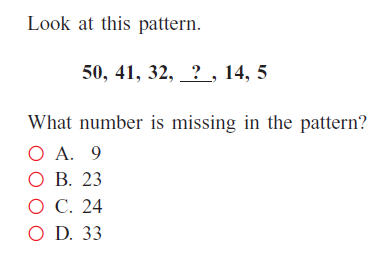 Look at this pattern.
50, 41, 32, ? , 14, 5
What number is missing in the pattern?
A. 9
B. 23
C. 24
D. 33